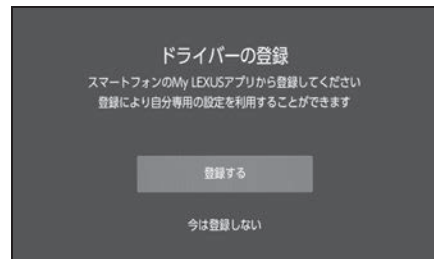 ドライバーの登録
スマートフォンのMy LEXUSアプリから登録してください
登録により自分専用の設定を利用することができます
登録する
今は登録しない